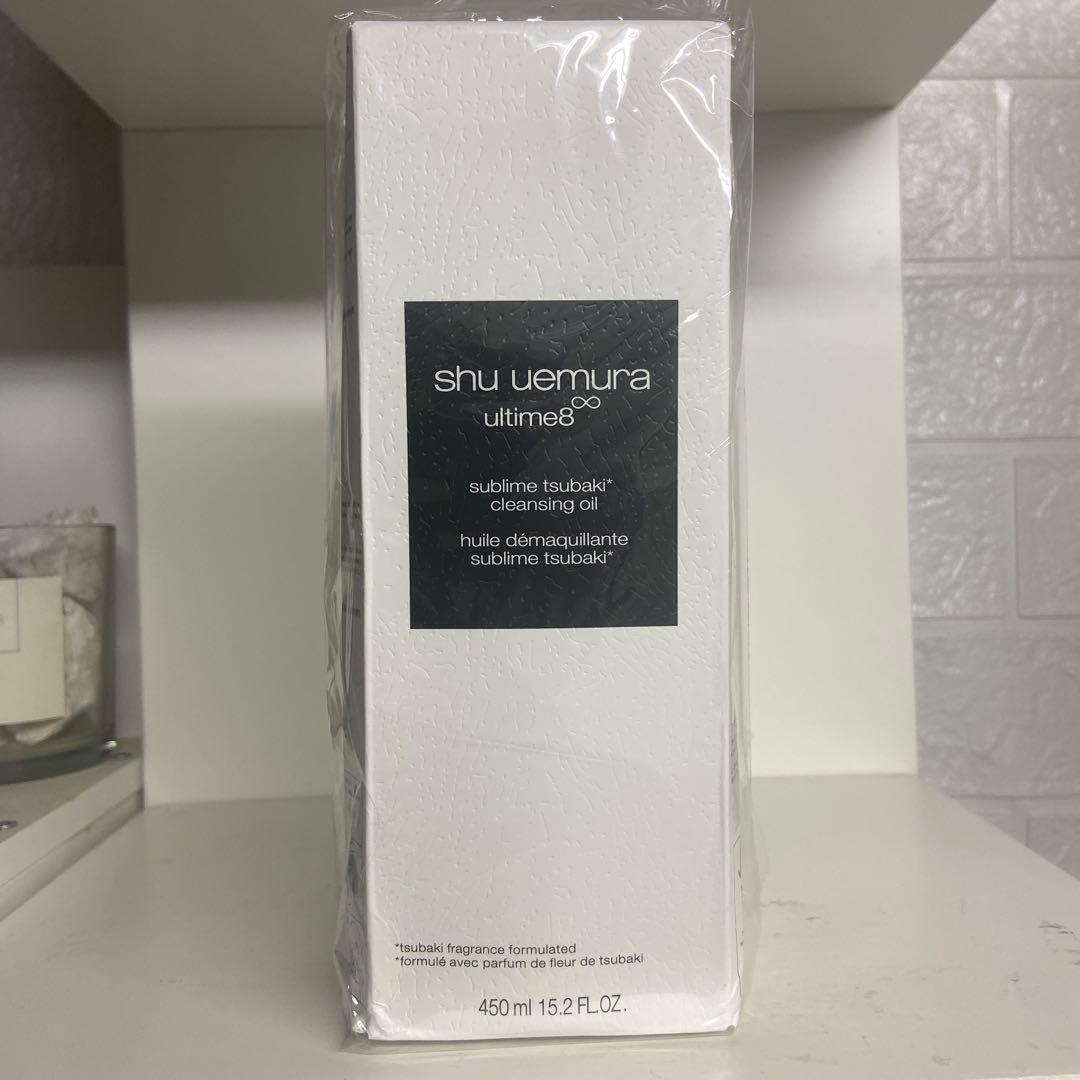 shu uemura
ultime8∞
sublime tsubaki*
cleansing oil
huile démaquillante
sublime tsubaki*
*tsubaki fragrance formulated
*formulé avec parfum de fleur de tsubaki
450 ml 15.2 FL.OZ.